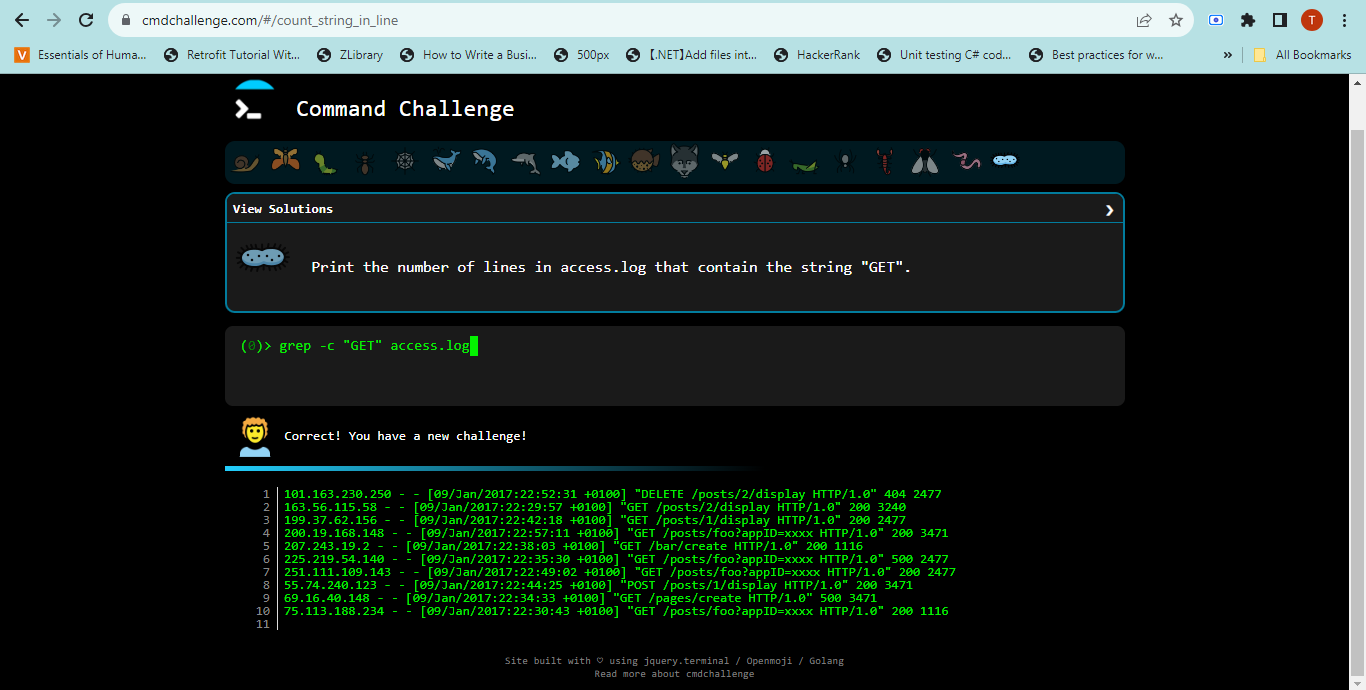 cmdchallenge.com/#/count_string_in_line
T
V Essentials of Huma... Retrofit Tutorial Wit... ZLibrary How to Write a Busi... 500px 【.NET】Add files int... HackerRank Unit testing C# cod... Best practices for w... » All Bookmarks
Command Challenge
View Solutions
Print the number of lines in access.log that contain the string "GET".
(0)> grep -c "GET" access.log
Correct! You have a new challenge!
1 101.163.230.250 - - [09/Jan/2017:22:52:31 +0100] "DELETE /posts/2/display HTTP/1.0" 404 2477
2 163.56.115.58 - - [09/Jan/2017:22:29:57 +0100] "GET /posts/2/display HTTP/1.0" 200 3240
3 199.37.62.156 - - [09/Jan/2017:22:42:18 +0100] "GET /posts/1/display HTTP/1.0" 200 2477
4 200.19.168.148 - - [09/Jan/2017:22:57:11 +0100] "GET /posts/foo?appID=xxxx HTTP/1.0" 200 3471
5 207.243.19.2 - - [09/Jan/2017:22:38:03 +0100] "GET /bar/create HTTP/1.0" 200 1116
6 225.219.54.140 - - [09/Jan/2017:22:35:30 +0100] "GET /posts/foo?appID=xxxx HTTP/1.0" 500 2477
7 251.111.109.143 - - [09/Jan/2017:22:49:02 +0100] "GET /posts/foo?appID=xxxx HTTP/1.0" 200 2477
8 55.74.240.123 - - [09/Jan/2017:22:44:25 +0100] "POST /posts/1/display HTTP/1.0" 200 3471
9 69.16.40.148 - - [09/Jan/2017:22:34:33 +0100] "GET /pages/create HTTP/1.0" 500 3471
10 75.113.188.234 - - [09/Jan/2017:22:30:43 +0100] "GET /posts/foo?appID=xxxx HTTP/1.0" 200 1116
11
Site built with ♡ using jquery.terminal / Openmoji / Golang
Read more about cmdchallenge